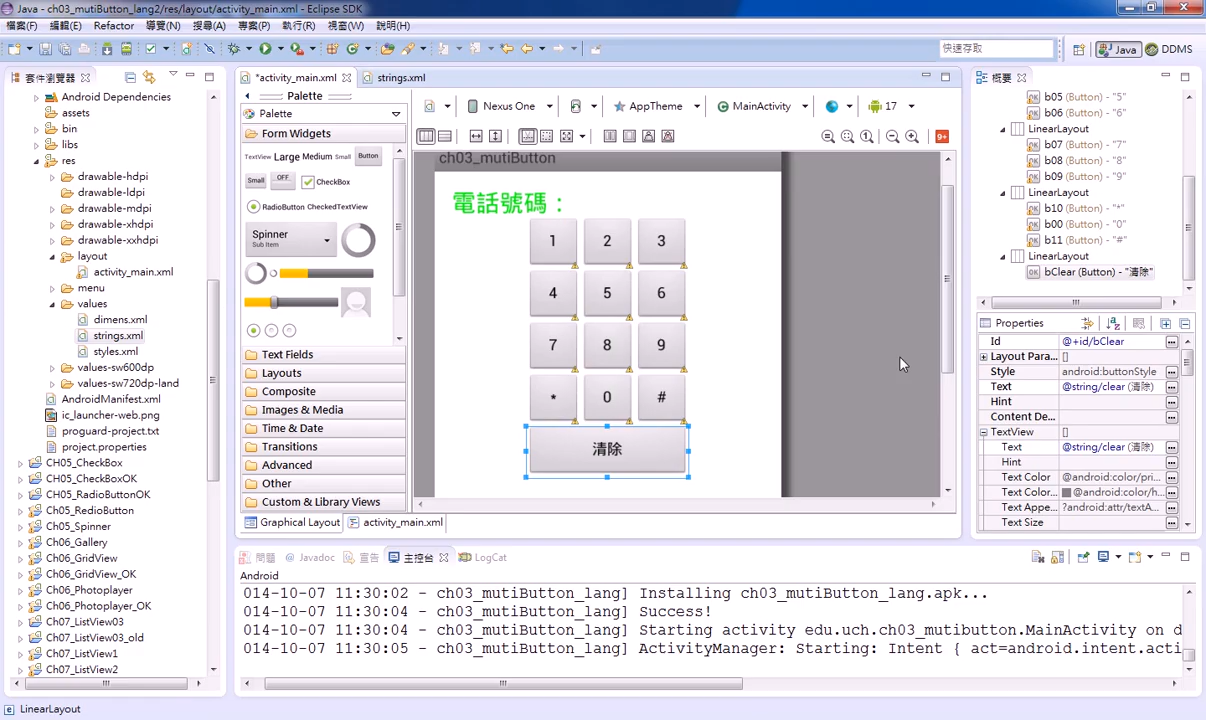 Java - ch03_mutiButton_lang2/res/layout/activity_main.xml - Eclipse SDK
檔案(F) 編輯(E) Refactor 導覽(N) 搜尋(A) 專案(P) 執行(R) 視窗(W) 說明(H)
快速存取 Java DDMS
套件瀏覽器
Android Dependencies
assets
bin
libs
res
drawable-hdpi
drawable-ldpi
drawable-mdpi
drawable-xhdpi
drawable-xxhdpi
layout
activity_main.xml
menu
values
dimens.xml
strings.xml
styles.xml
values-sw600dp
values-sw720dp-land
AndroidManifest.xml
ic_launcher-web.png
proguard-project.txt
project.properties
CH05_CheckBox
CH05_CheckBoxOK
CH05_RadioButtonOK
Ch05_RedioButton
Ch05_Spinner
Ch06_Gallery
Ch06_GridView
Ch06_GridView_OK
Ch06_Photoplayer
Ch06_Photoplayer_OK
Ch07_ListView03
Ch07_ListView03_old
Ch07_ListView1
Ch07_ListView2
*activity_main.xml strings.xml
Palette
Palette
Form Widgets
TextView Large Medium Small Button
Small OFF CheckBox
RadioButton CheckedTextView
Spinner
Sub Item
Text Fields
Layouts
Composite
Images & Media
Time & Date
Transitions
Advanced
Other
Custom & Library Views
Graphical Layout activity_main.xml
Nexus One AppTheme MainActivity 17
9+
ch03_mutiButton
電話號碼：
1 2 3
4 5 6
7 8 9
* 0 #
清除
概要
b05 (Button) - "5"
b06 (Button) - "6"
LinearLayout
b07 (Button) - "7"
b08 (Button) - "8"
b09 (Button) - "9"
LinearLayout
b10 (Button) - "*"
b00 (Button) - "0"
b11 (Button) - "#"
LinearLayout
bClear (Button) - "清除"
Properties
Id @+id/bClear
Layout Para... []
Style android:buttonStyle
Text @string/clear (清除)
Hint
Content De...
TextView []
Text @string/clear (清除)
Hint
Text Color @android:color/pri...
Text Color... @android:color/h...
Text Appe... ?android:attr/textA...
Text Size
問題 Javadoc 宣告 主控台 LogCat
Android
014-10-07 11:30:02 - ch03_mutiButton_lang] Installing ch03_mutiButton_lang.apk...
014-10-07 11:30:04 - ch03_mutiButton_lang] Success!
014-10-07 11:30:04 - ch03_mutiButton_lang] Starting activity edu.uch.ch03_mutibutton.MainActivity on d
014-10-07 11:30:05 - ch03_mutiButton_lang] ActivityManager: Starting: Intent { act=android.intent.acti
LinearLayout